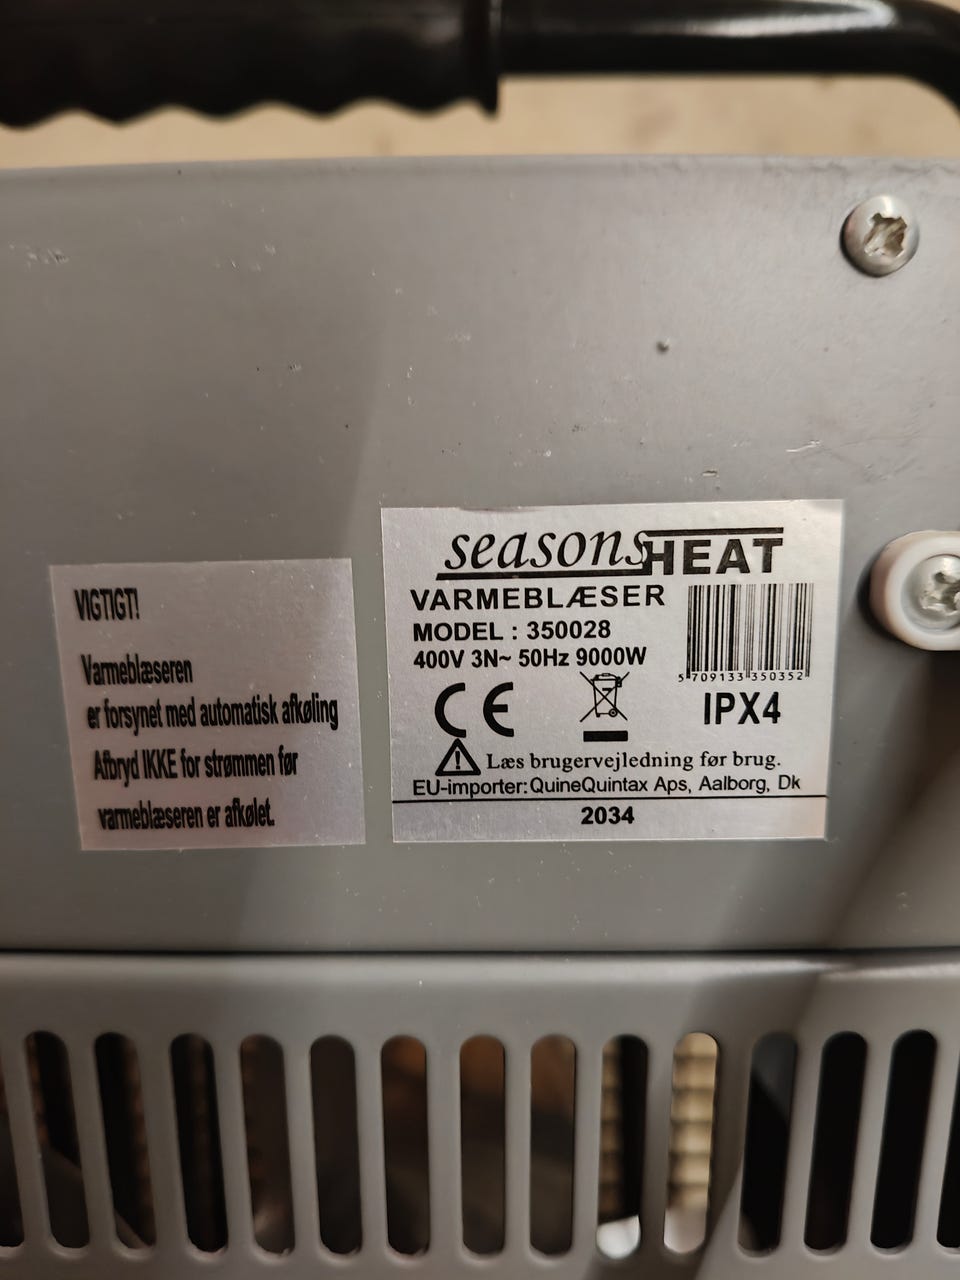 VIGTIGT!
Varmeblæseren
er forsynet med automatisk afkøling
Afbryd IKKE for strømmen før
varmeblæseren er afkølet.
seasons HEAT
VARMEBLÆSER
MODEL : 350028
400V 3N~ 50Hz 9000W
5 709133 350352
CE
IPX4
Læs brugervejledning før brug.
EU-importer: QuineQuintax Aps, Aalborg, Dk
2034